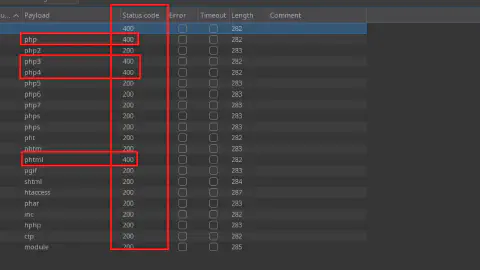 Payload Status code Error Timeout Length Comment
400 282
php 400 282
php2 200 283
php3 400 282
php4 400 282
php5 200 283
php6 200 283
php7 200 283
phps 200 283
phps 200 283
pht 200 282
phtm 200 283
phtml 400 282
pgif 200 283
shtml 200 284
htaccess 200 287
phar 200 283
inc 200 282
hphp 200 283
ctp 200 282
module 200 285